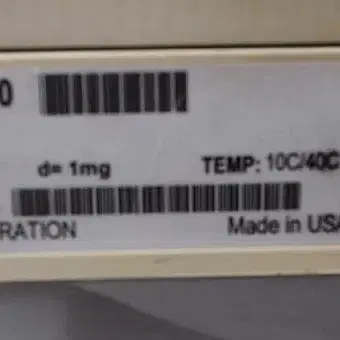 0
d= 1mg TEMP: 10C/40C
RATION Made in USA